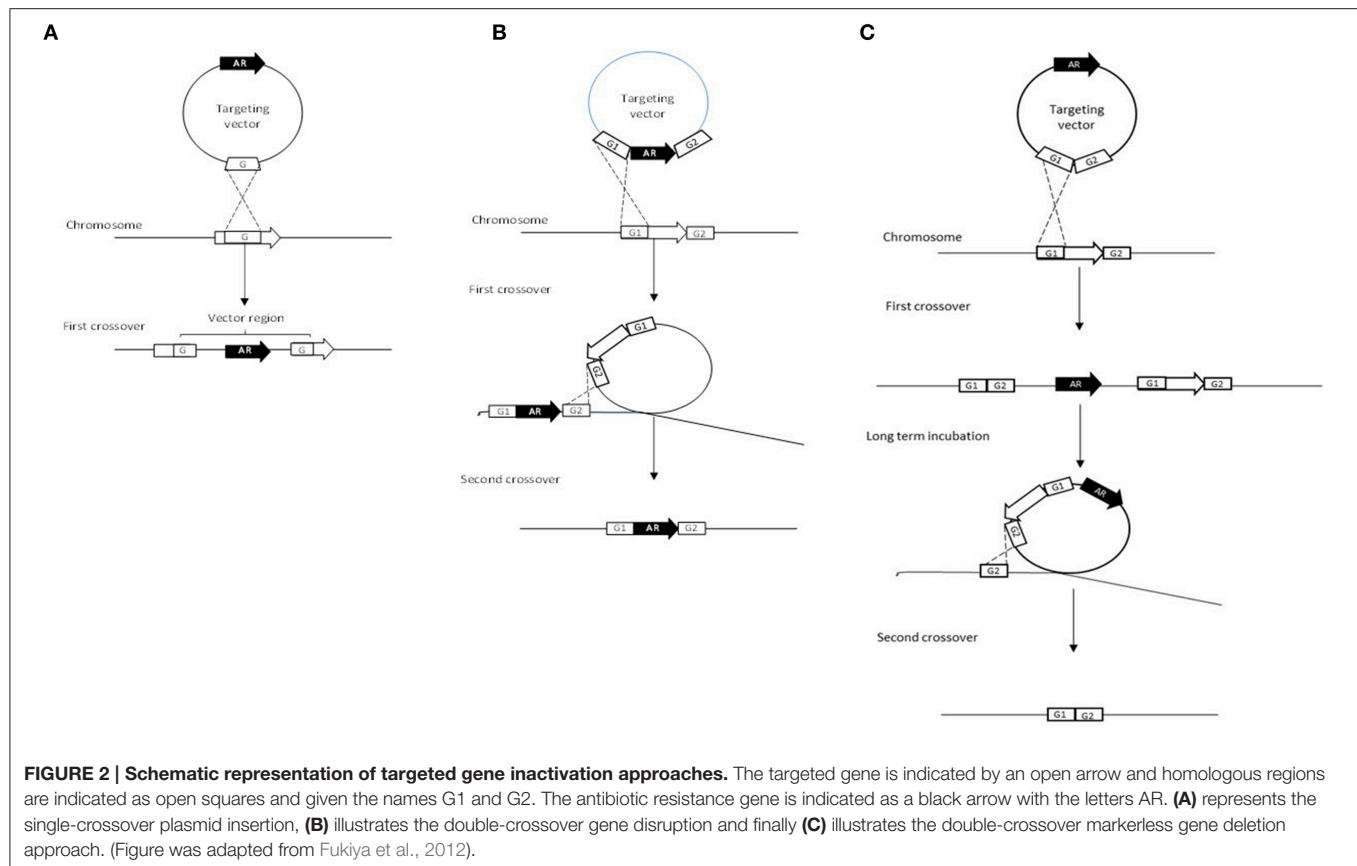 A
AR
Targeting
vector
G
Chromosome
G
First crossover
Vector region
G
AR
G
B
Targeting
vector
G1
AR
G2
Chromosome
G1
G2
First crossover
G1
G2
G1
AR
G2
Second crossover
G1
AR
G2
C
AR
Targeting
vector
G1
G2
Chromosome
G1
G2
First crossover
G1
G2
AR
G1
G2
Long term incubation
G1
AR
G2
G2
Second crossover
G1
G2
FIGURE 2 | Schematic representation of targeted gene inactivation approaches. The targeted gene is indicated by an open arrow and homologous regions
are indicated as open squares and given the names G1 and G2. The antibiotic resistance gene is indicated as a black arrow with the letters AR. (A) represents the
single-crossover plasmid insertion, (B) illustrates the double-crossover gene disruption and finally (C) illustrates the double-crossover markerless gene deletion
approach. (Figure was adapted from Fukiya et al., 2012).